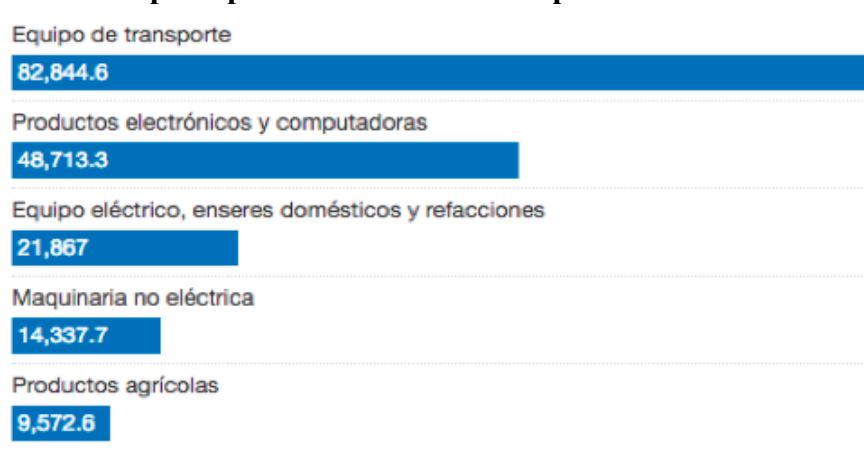 Equipo de transporte
82,844.6
Productos electrónicos y computadoras
48,713.3
Equipo eléctrico, enseres domésticos y refacciones
21,867
Maquinaria no eléctrica
14,337.7
Productos agrícolas
9,572.6